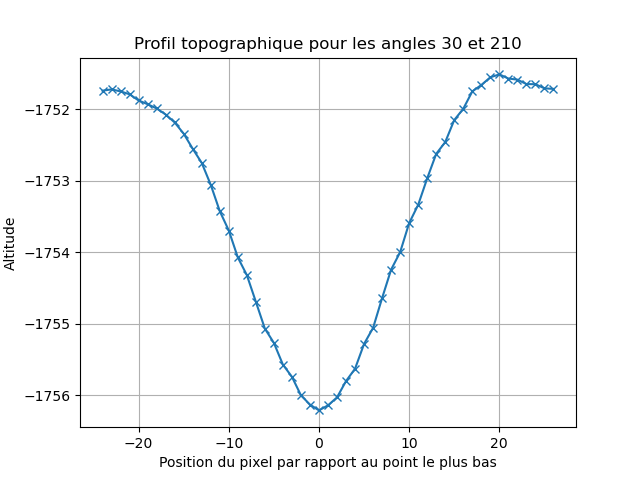 Profil topographique pour les angles 30 et 210
Altitude
−1752
−1753
−1754
−1755
−1756
−20 −10 0 10 20
Position du pixel par rapport au point le plus bas